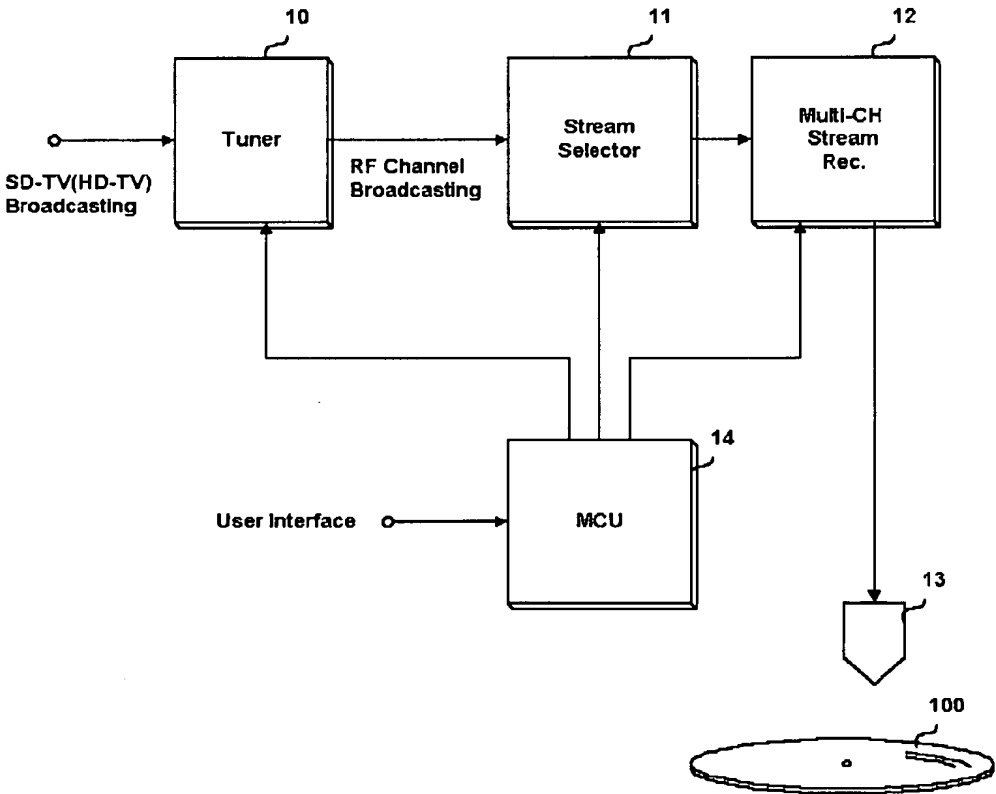 10
11
12
Tuner
Stream
Selector
Multi-CH
Stream
Rec.
SD-TV(HD-TV)
Broadcasting
RF Channel
Broadcasting
14
User Interface
MCU
13
100